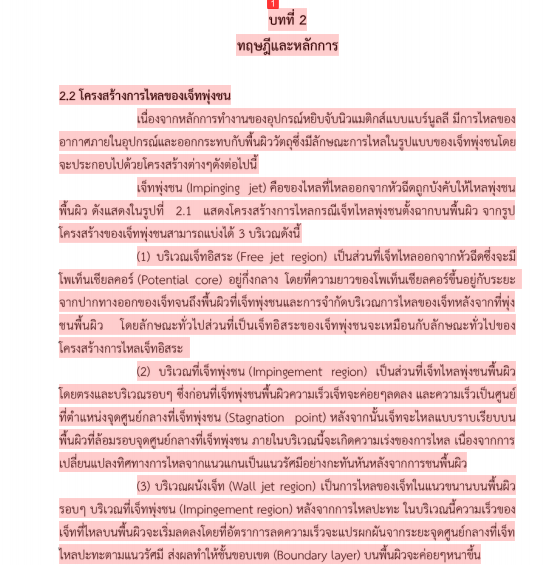 1
บทที่ 2
ทฤษฎีและหลักการ
2.2 โครงสร้างการไหลของเจ็ทพุ่งชน
เนื่องจากหลักการทำงานของอุปกรณ์หยิบจับนิวแมติกส์แบบแบร์นูลลี มีการไหลของ
อากาศภายในอุปกรณ์และออกกระทบกับพื้นผิววัตถุซึ่งมีลักษณะการไหลในรูปแบบของเจ็ทพุ่งชนโดย
จะประกอบไปด้วยโครงสร้างต่างๆดังต่อไปนี้
เจ็ทพุ่งชน (Impinging jet) คือของไหลที่ไหลออกจากหัวฉีดถูกบังคับให้ไหลพุ่งชน
พื้นผิว ดังแสดงในรูปที่ 2.1 แสดงโครงสร้างการไหลกรณีเจ็ทไหลพุ่งชนตั้งฉากบนพื้นผิว จากรูป
โครงสร้างของเจ็ทพุ่งชนสามารถแบ่งได้ 3 บริเวณดังนี้
(1) บริเวณเจ็ทอิสระ (Free jet region) เป็นส่วนที่เจ็ทไหลออกจากหัวฉีดซึ่งจะมี
โพเท็นเชียลคอร์ (Potential core) อยู่กึ่งกลาง โดยที่ความยาวของโพเท็นเชียลคอร์ขึ้นอยู่กับระยะ
จากปากทางออกของเจ็ทจนถึงพื้นผิวที่เจ็ทพุ่งชนและการจำกัดบริเวณการไหลของเจ็ทหลังจากที่พุ่ง
ชนพื้นผิว โดยลักษณะทั่วไปส่วนที่เป็นเจ็ทอิสระของเจ็ทพุ่งชนจะเหมือนกับลักษณะทั่วไปของ
โครงสร้างการไหลเจ็ทอิสระ
(2) บริเวณที่เจ็ทพุ่งชน (Impingement region) เป็นส่วนที่เจ็ทไหลพุ่งชนพื้นผิว
โดยตรงและบริเวณรอบๆ ซึ่งก่อนที่เจ็ทพุ่งชนพื้นผิวความเร็วเจ็ทจะค่อยๆลดลง และความเร็วเป็นศูนย์
ที่ตำแหน่งจุดศูนย์กลางที่เจ็ทพุ่งชน (Stagnation point) หลังจากนั้นเจ็ทจะไหลแบบราบเรียบบน
พื้นผิวที่ล้อมรอบจุดศูนย์กลางที่เจ็ทพุ่งชน ภายในบริเวณนี้จะเกิดความเร่งของการไหล เนื่องจากการ
เปลี่ยนแปลงทิศทางการไหลจากแนวแกนเป็นแนวรัศมีอย่างกะทันหันหลังจากการชนพื้นผิว
(3) บริเวณผนังเจ็ท (Wall jet region) เป็นการไหลของเจ็ทในแนวขนานบนพื้นผิว
รอบๆ บริเวณที่เจ็ทพุ่งชน (Impingement region) หลังจากการไหลปะทะ ในบริเวณนี้ความเร็วของ
เจ็ทที่ไหลบนพื้นผิวจะเริ่มลดลงโดยที่อัตราการลดความเร็วจะแปรผกผันจากระยะจุดศูนย์กลางที่เจ็ท
ไหลปะทะตามแนวรัศมี ส่งผลทำให้ชั้นขอบเขต (Boundary layer) บนพื้นผิวจะค่อยๆหนาขึ้น